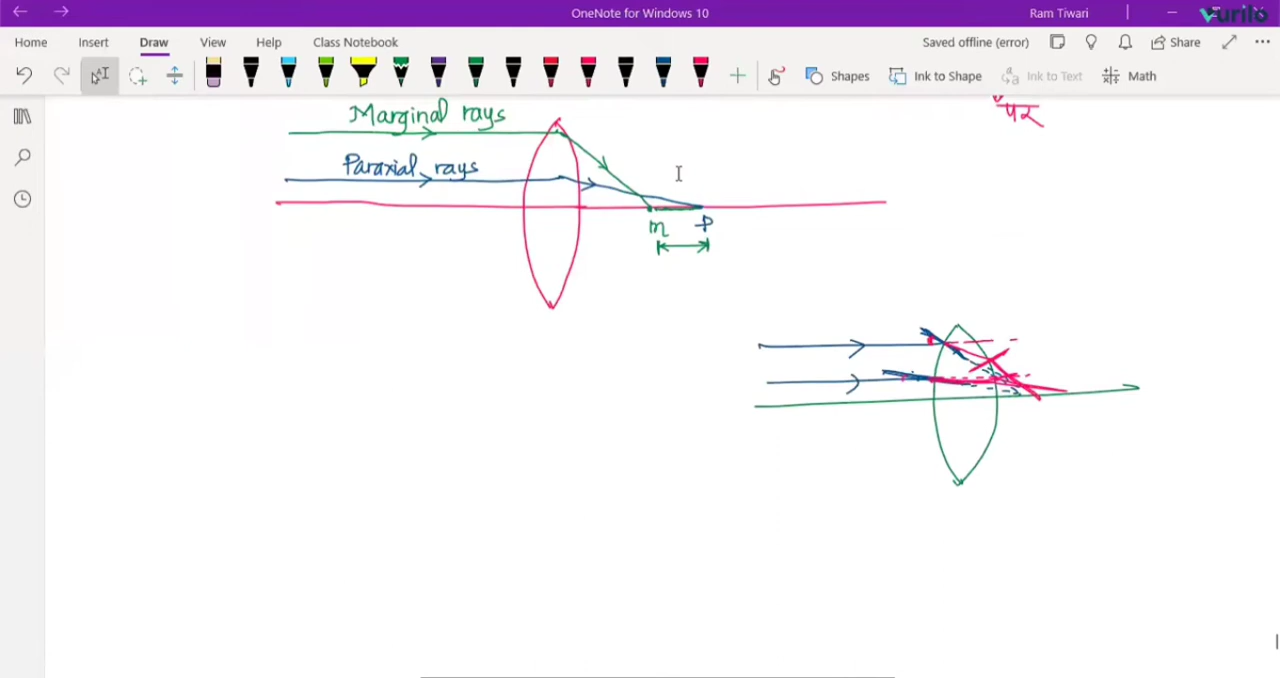 OneNote for Windows 10
Ram Tiwari
Vurilo
Home Insert Draw View Help Class Notebook
Saved offline (error) Share
Shapes Ink to Shape Ink to Text Math
Marginal rays
Paraxial rays
m P